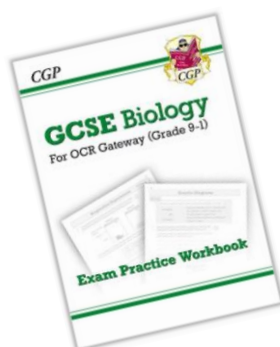 CGP
CGP
GCSE Biology
For OCR Gateway (Grade 9-1)
Exam Practice Workbook